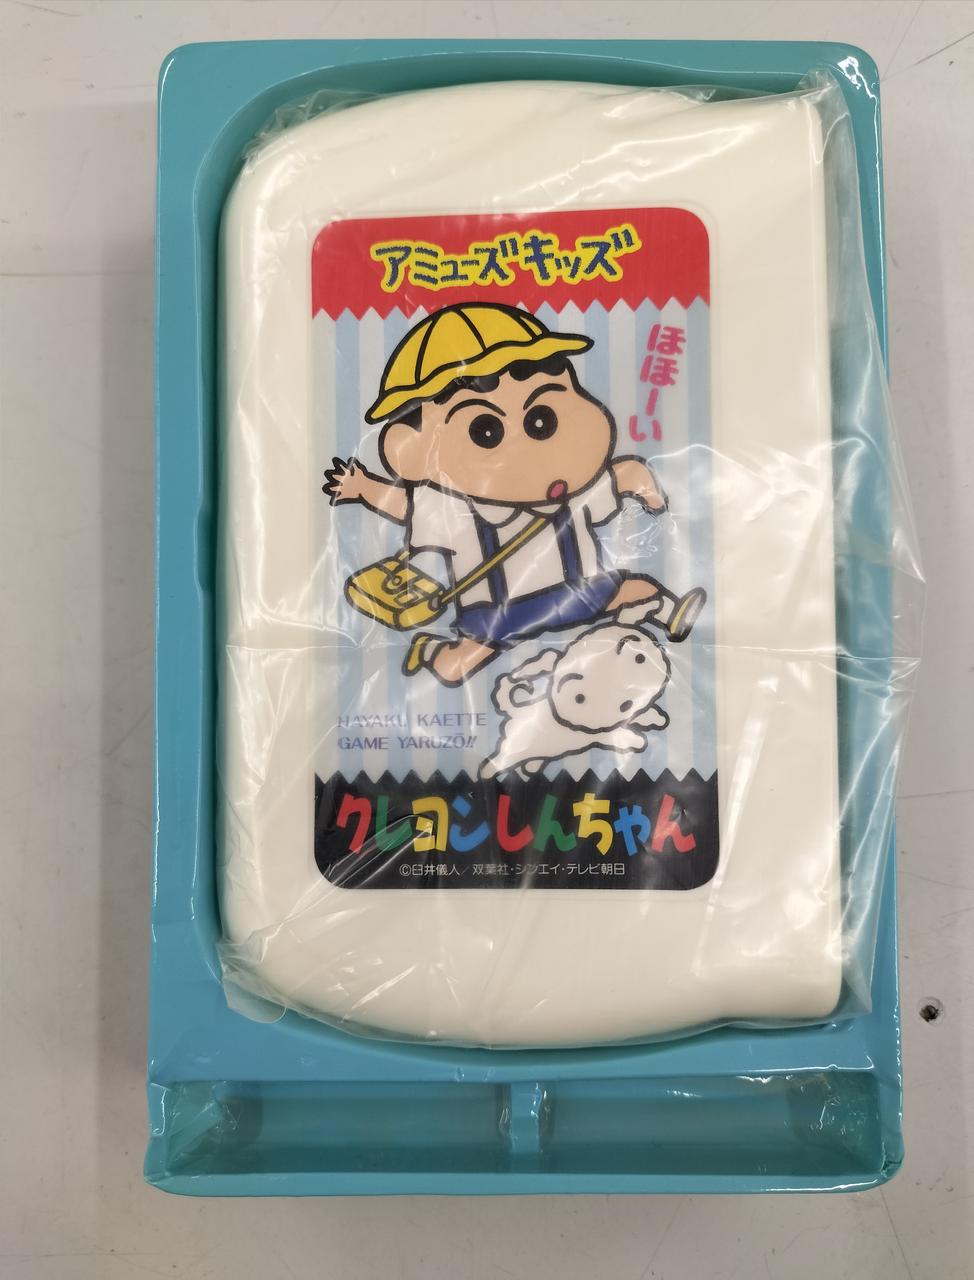 アミューズキッズ
ほほーい
HAYAKU KAETTE
GAME YARUZŌ!!
クレヨンしんちゃん
©臼井儀人/双葉社・シンエイ・テレビ朝日